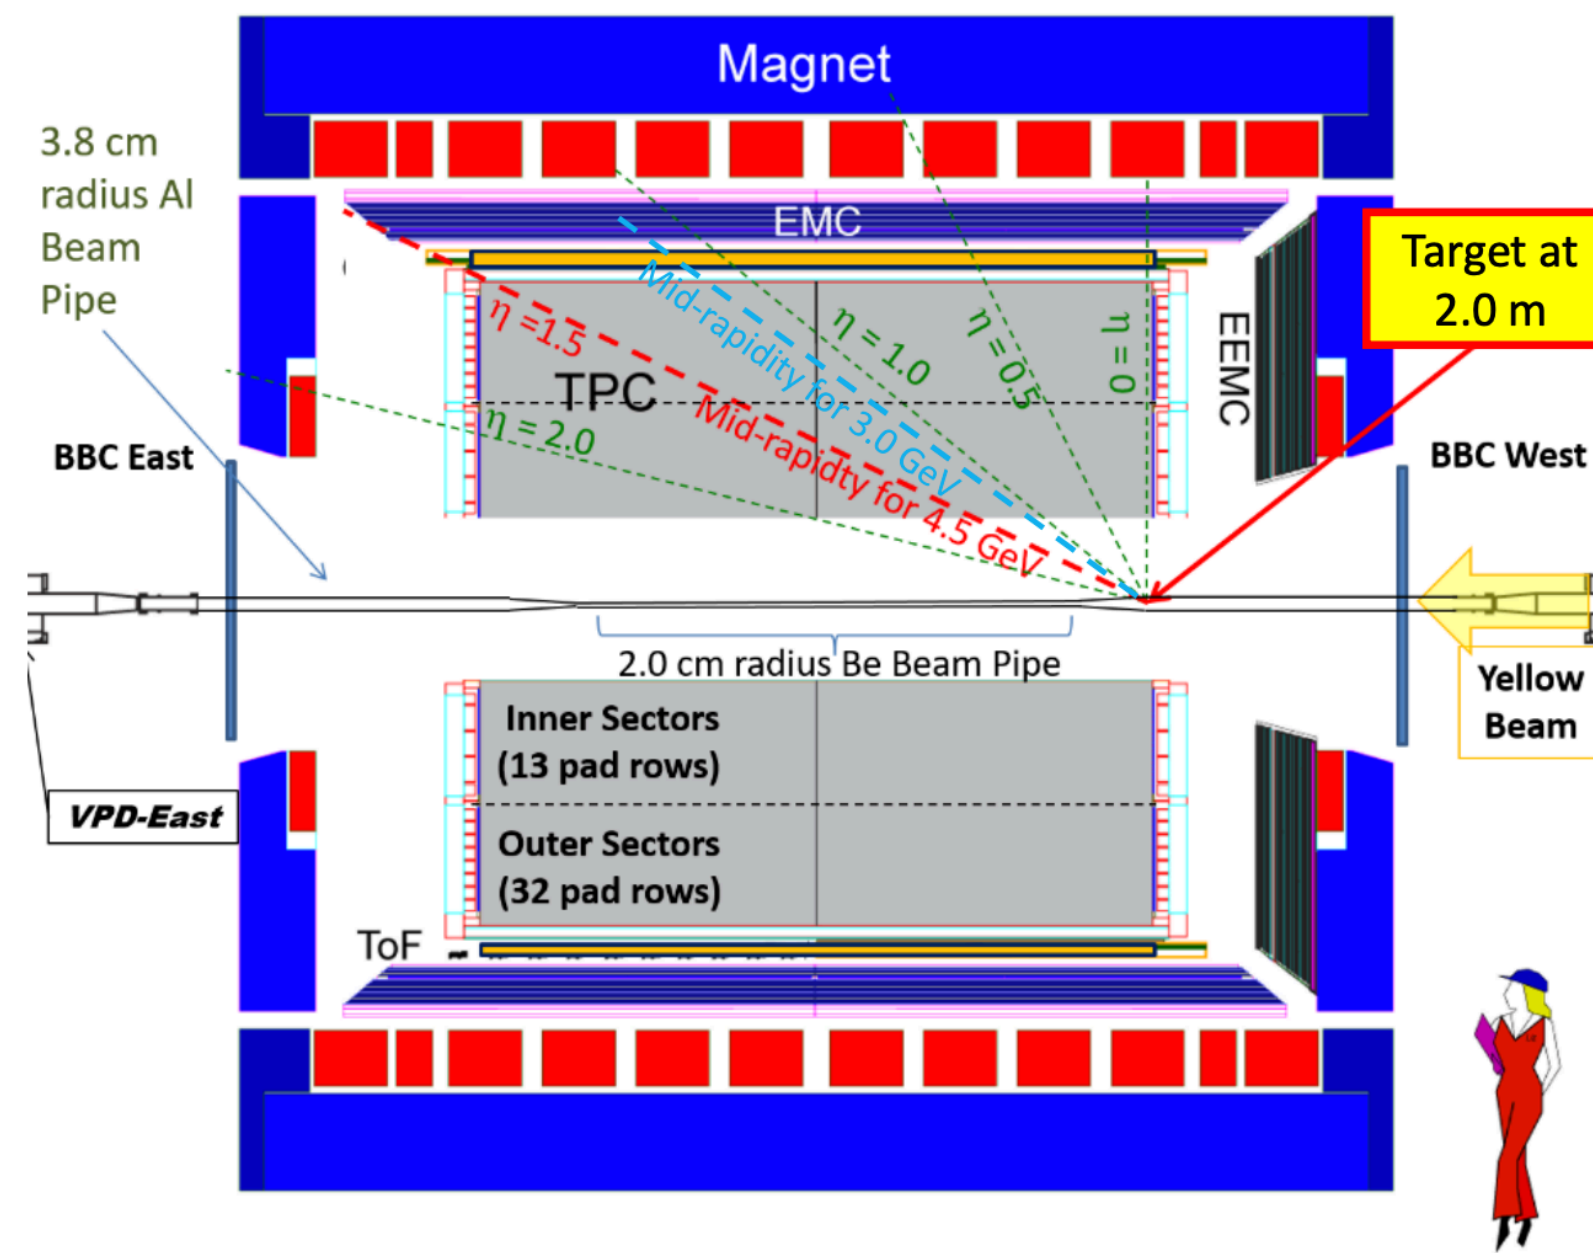 Magnet
3.8 cm
radius Al
Beam
Pipe
EMC
Target at
2.0 m
Mid-rapidity for 3.0 GeV
η =1.5
η = 1.0
η =0.5
η = 0
EEMC
TPC
Mid-rapidty for 4.5 GeV
η = 2.0
BBC East
BBC West
2.0 cm radius Be Beam Pipe
Yellow
Beam
Inner Sectors
(13 pad rows)
VPD-East
Outer Sectors
(32 pad rows)
ToF